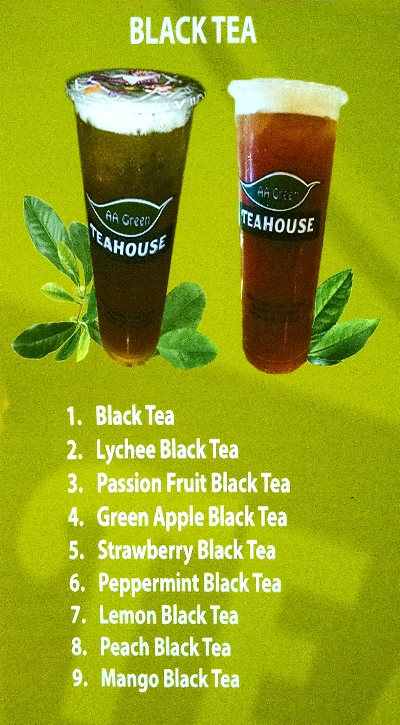 BLACK TEA
AA Green
TEAHOUSE
AA Green
TEAHOUSE
1. Black Tea
2. Lychee Black Tea
3. Passion Fruit Black Tea
4. Green Apple Black Tea
5. Strawberry Black Tea
6. Peppermint Black Tea
7. Lemon Black Tea
8. Peach Black Tea
9. Mango Black Tea